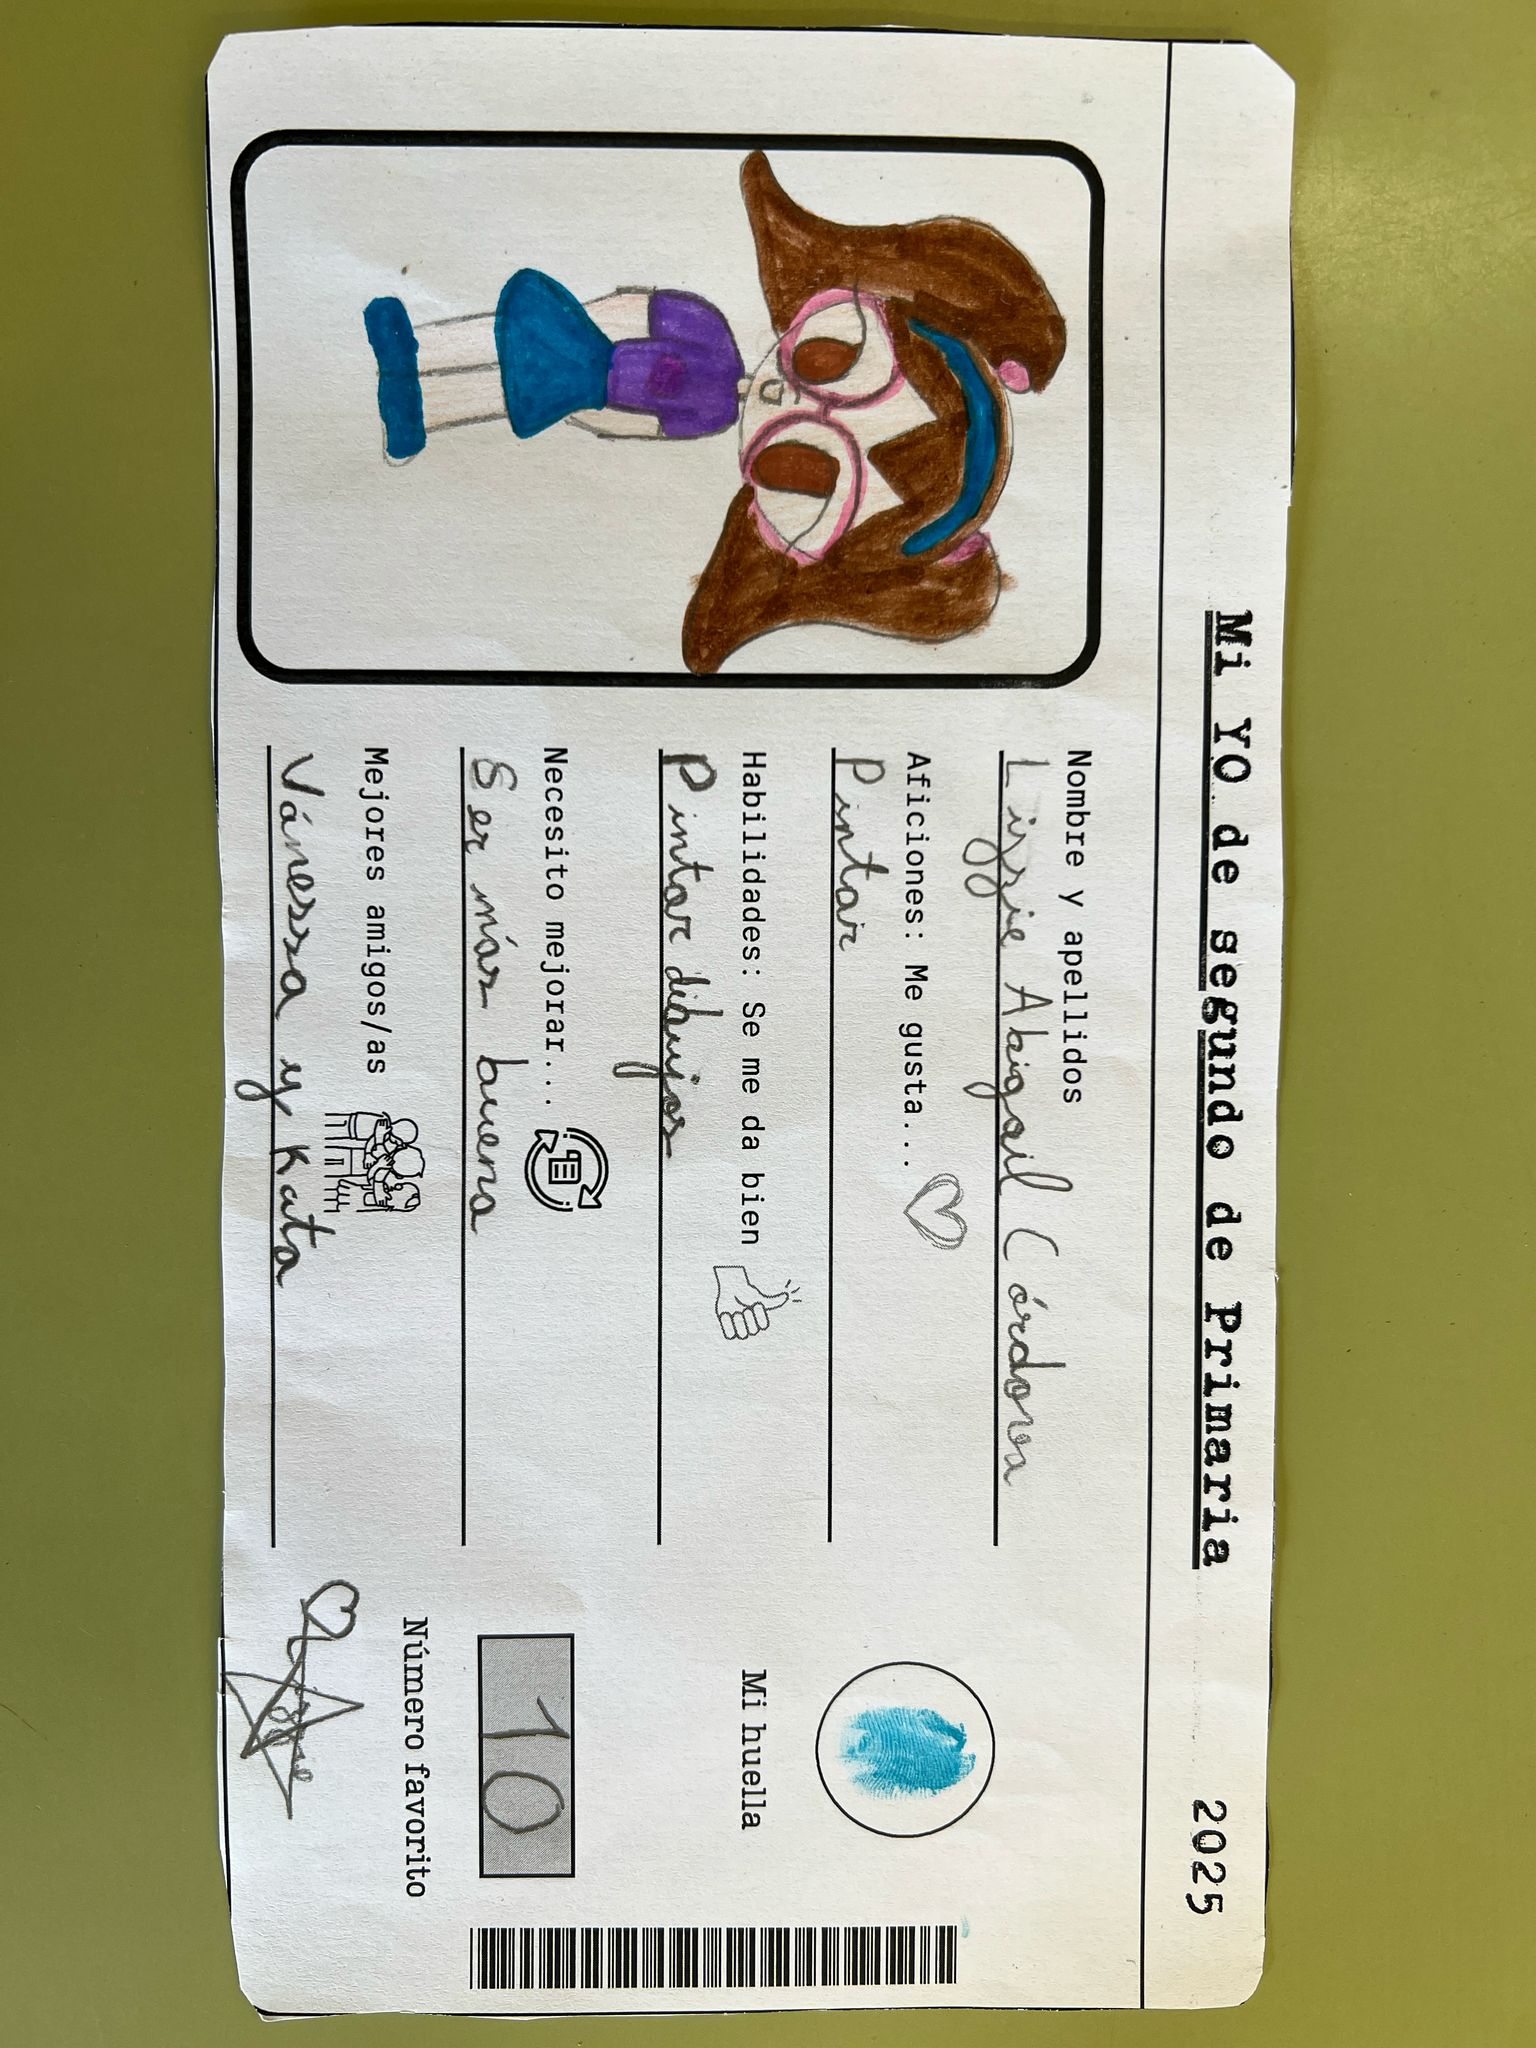 Mi YO de segundo de Primaria 2025
Nombre y apellidos
Lizzie Abigail Córdova
Aficiones: Me gusta...
Pintar
Habilidades: Se me da bien
Pintar dibujos
Necesito mejorar...
Ser más buena
Mejores amigos/as
Vánessa y Kata
Mi huella
10
Número favorito
Lizzie